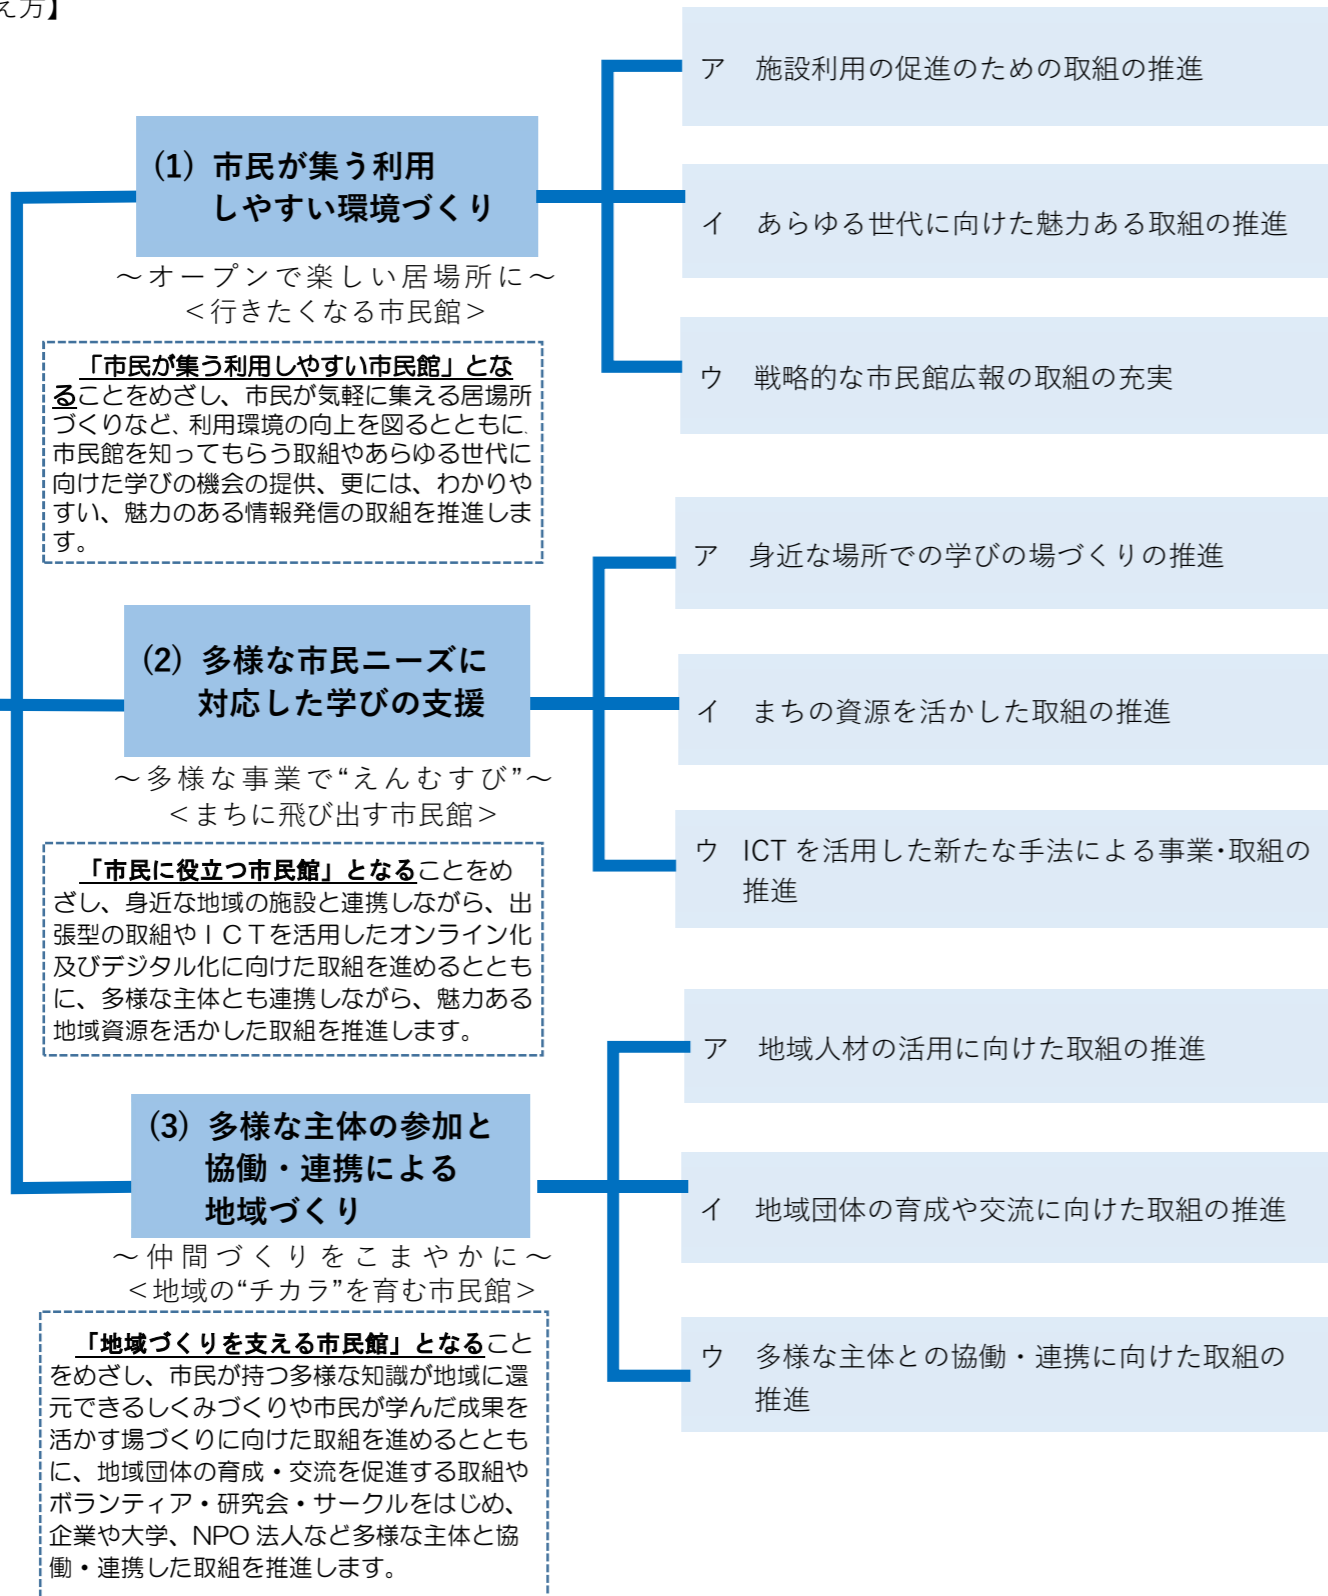 え方】
(1) 市民が集う利用
しやすい環境づくり
～オープンで楽しい居場所に～
＜行きたくなる市民館＞
「市民が集う利用しやすい市民館」とな
ることをめざし、市民が気軽に集える居場所
づくりなど、利用環境の向上を図るとともに、
市民館を知ってもらう取組やあらゆる世代に
向けた学びの機会の提供、更には、わかりや
すい、魅力のある情報発信の取組を推進しま
す。
ア　施設利用の促進のための取組の推進
イ　あらゆる世代に向けた魅力ある取組の推進
ウ　戦略的な市民館広報の取組の充実
(2) 多様な市民ニーズに
対応した学びの支援
～多様な事業で“えんむすび”～
＜まちに飛び出す市民館＞
「市民に役立つ市民館」となることをめ
ざし、身近な地域の施設と連携しながら、出
張型の取組やＩＣＴを活用したオンライン化
及びデジタル化に向けた取組を進めるととも
に、多様な主体とも連携しながら、魅力ある
地域資源を活かした取組を推進します。
ア　身近な場所での学びの場づくりの推進
イ　まちの資源を活かした取組の推進
ウ　ICT を活用した新たな手法による事業・取組の
推進
(3) 多様な主体の参加と
協働・連携による
地域づくり
～仲間づくりをこまやかに～
＜地域の“チカラ”を育む市民館＞
「地域づくりを支える市民館」となること
をめざし、市民が持つ多様な知識が地域に還
元できるしくみづくりや市民が学んだ成果を
活かす場づくりに向けた取組を進めるととも
に、地域団体の育成・交流を促進する取組や
ボランティア・研究会・サークルをはじめ、
企業や大学、NPO 法人など多様な主体と協
働・連携した取組を推進します。
ア　地域人材の活用に向けた取組の推進
イ　地域団体の育成や交流に向けた取組の推進
ウ　多様な主体との協働・連携に向けた取組の
推進